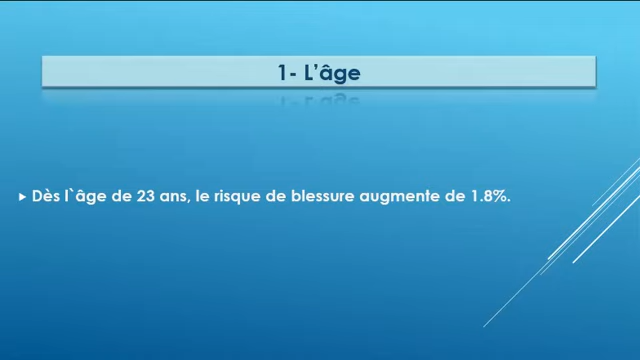 1- L’âge
Dès l`âge de 23 ans, le risque de blessure augmente de 1.8%.